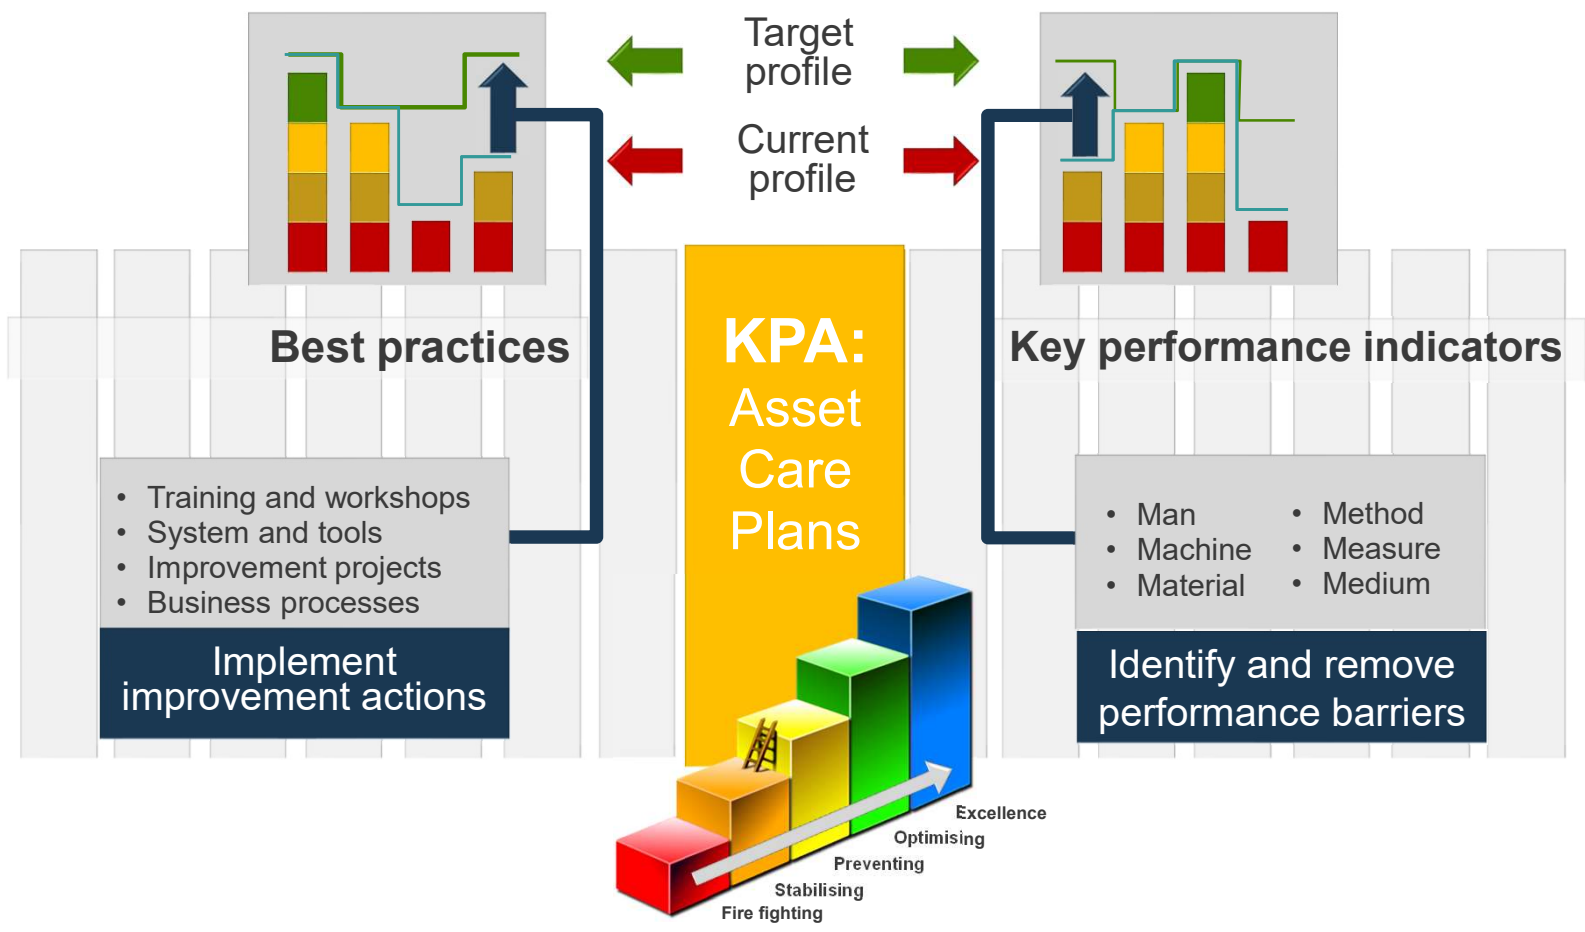 Target
profile
Current
profile
Best practices
KPA:
Asset
Care
Plans
Key performance indicators
• Training and workshops
• System and tools
• Improvement projects
• Business processes
Implement
improvement actions
• Man
• Machine
• Material
• Method
• Measure
• Medium
Identify and remove
performance barriers
Excellence
Optimising
Preventing
Stabilising
Fire fighting